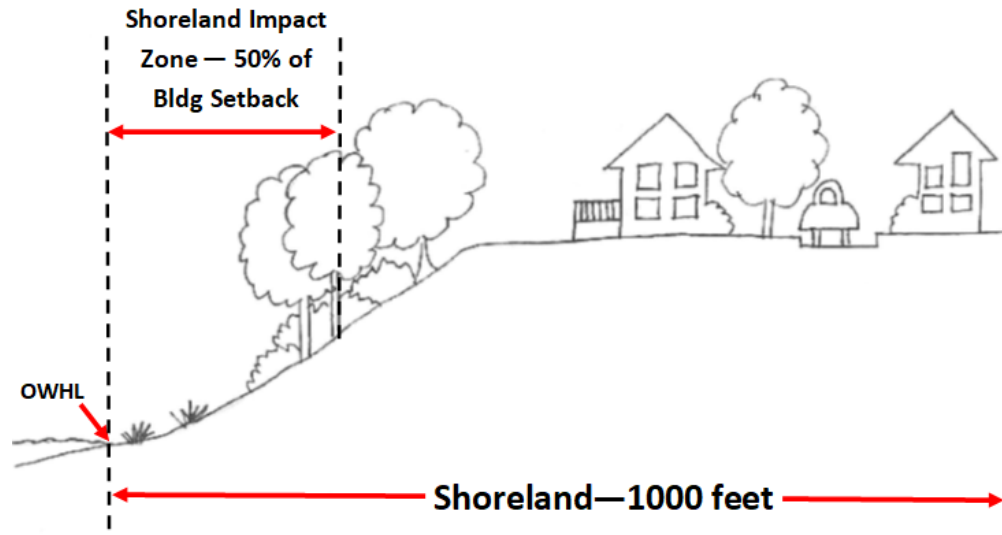 Shoreland Impact
Zone — 50% of
Bldg Setback
OWHL
Shoreland—1000 feet